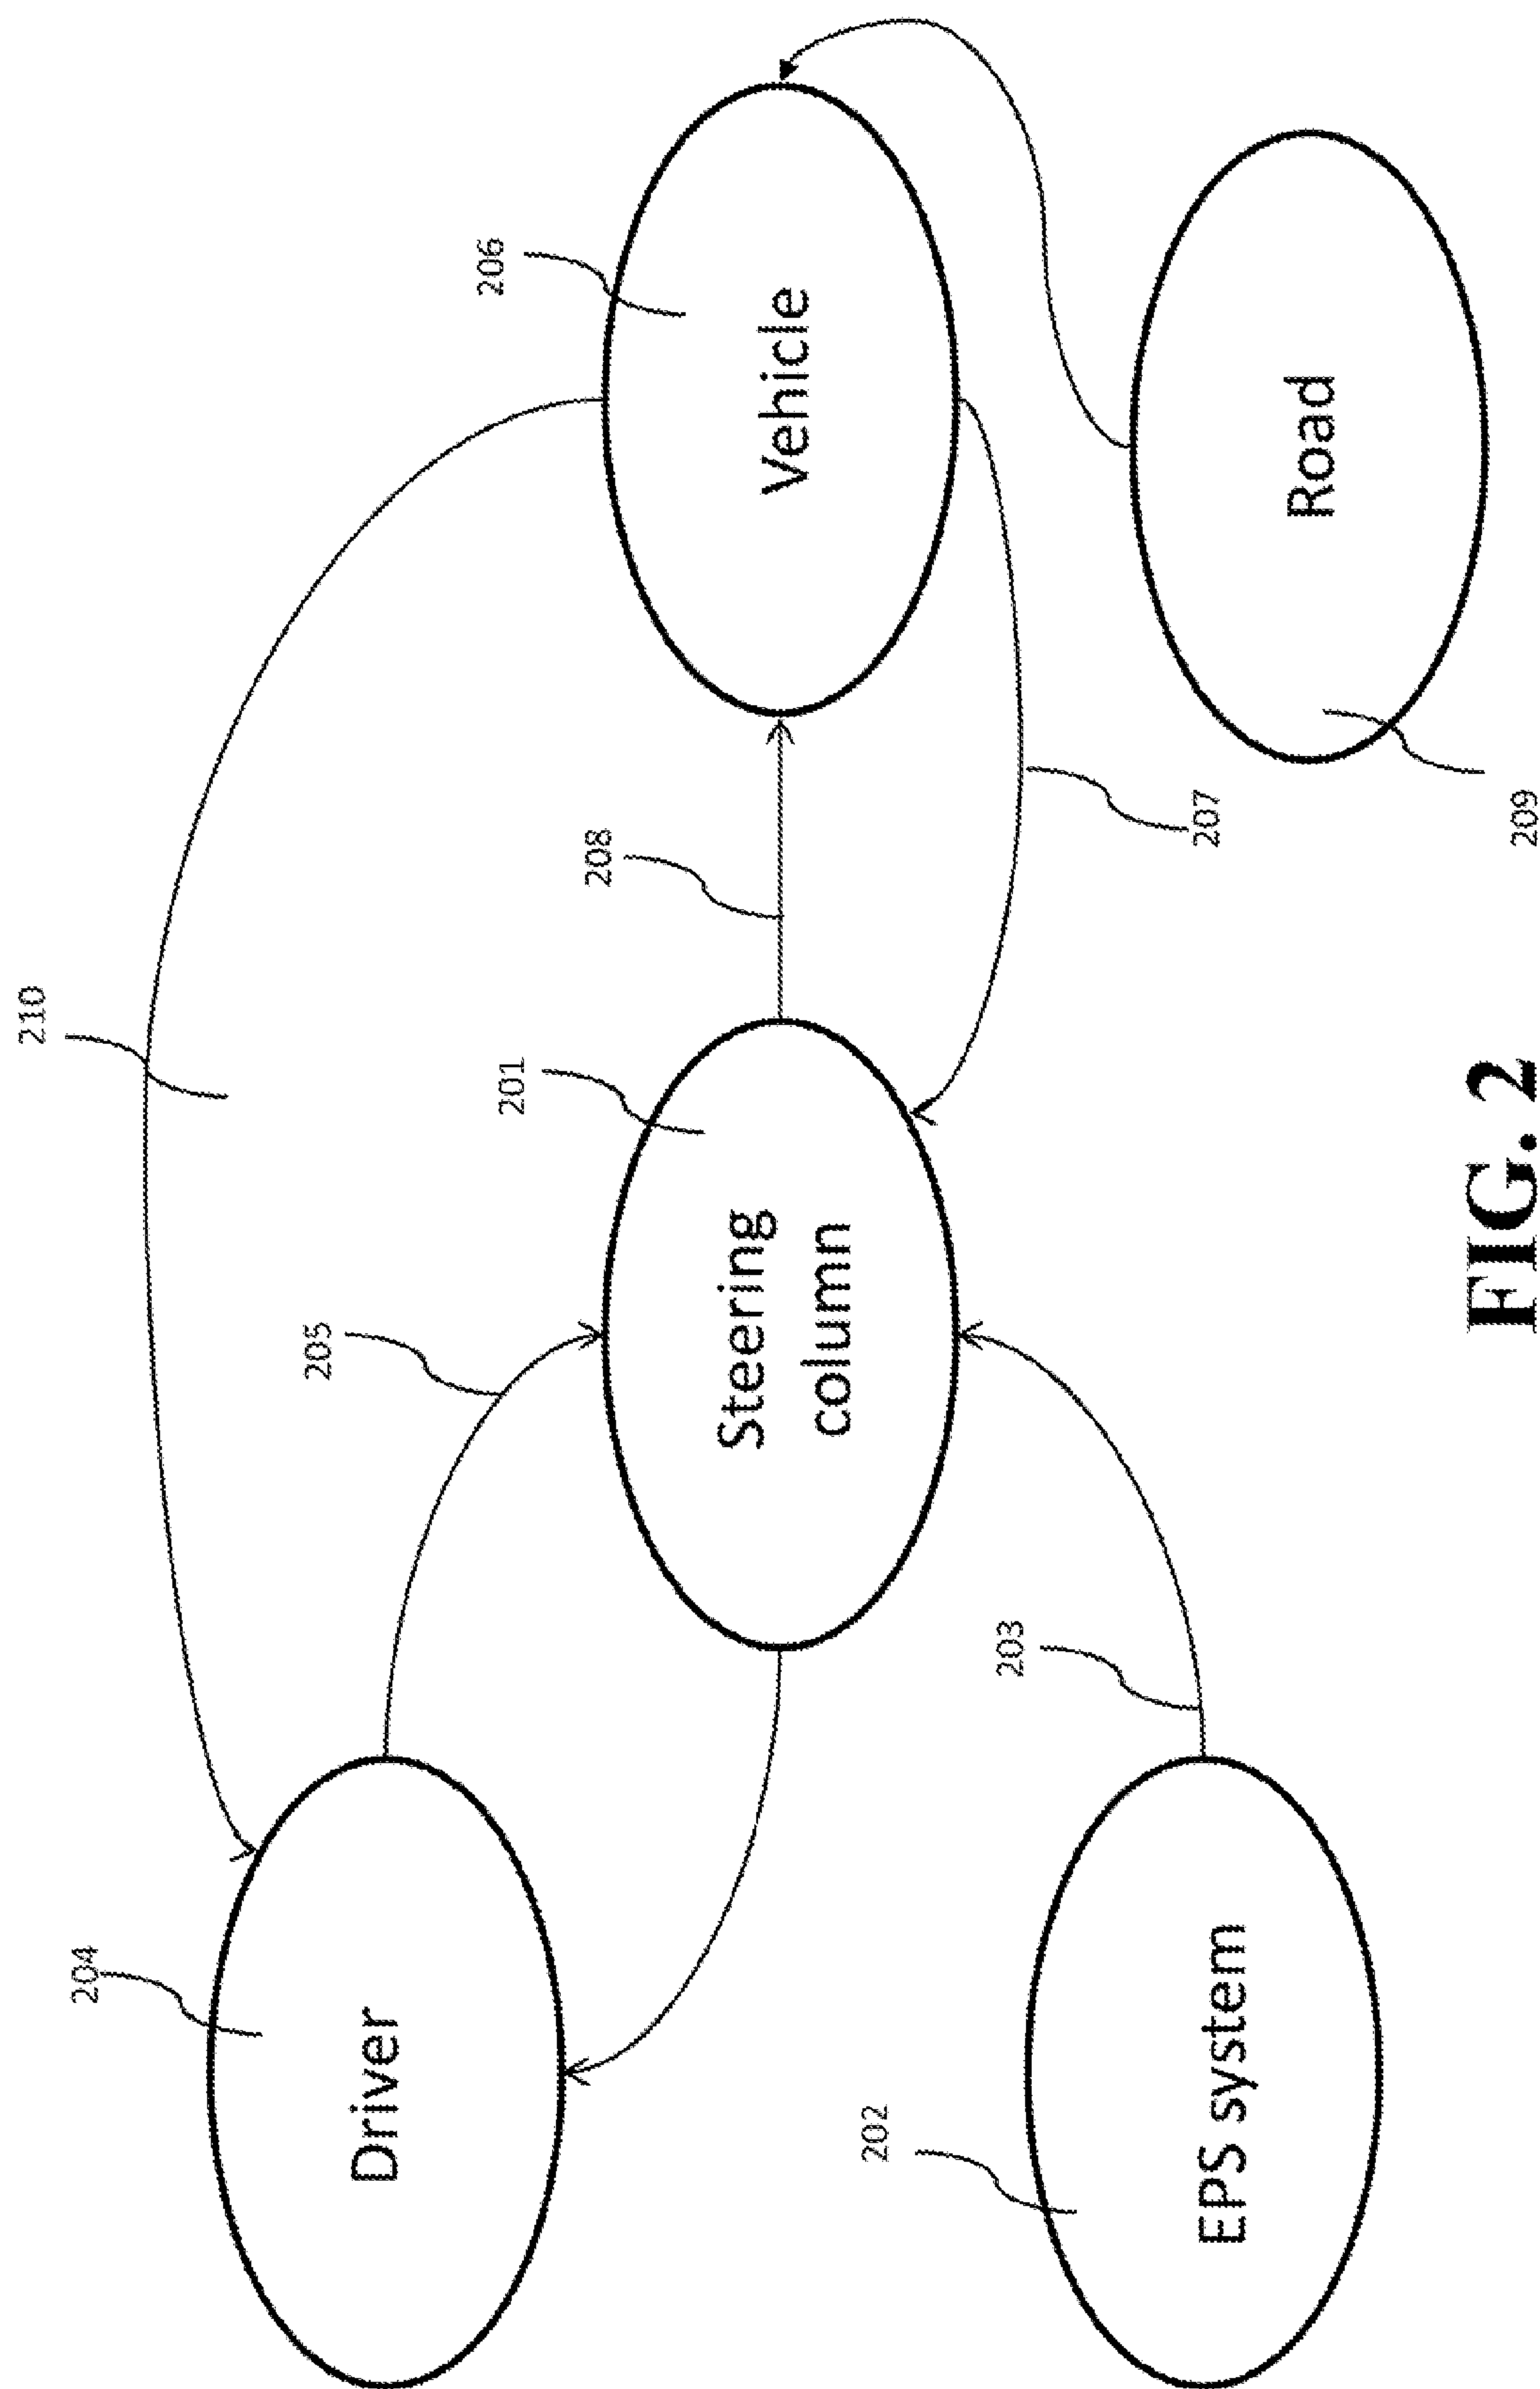 210
204
Driver
205
206
208
201
Vehicle
Steering
column
202
203
207
EPS system
Road
209
FIG. 2